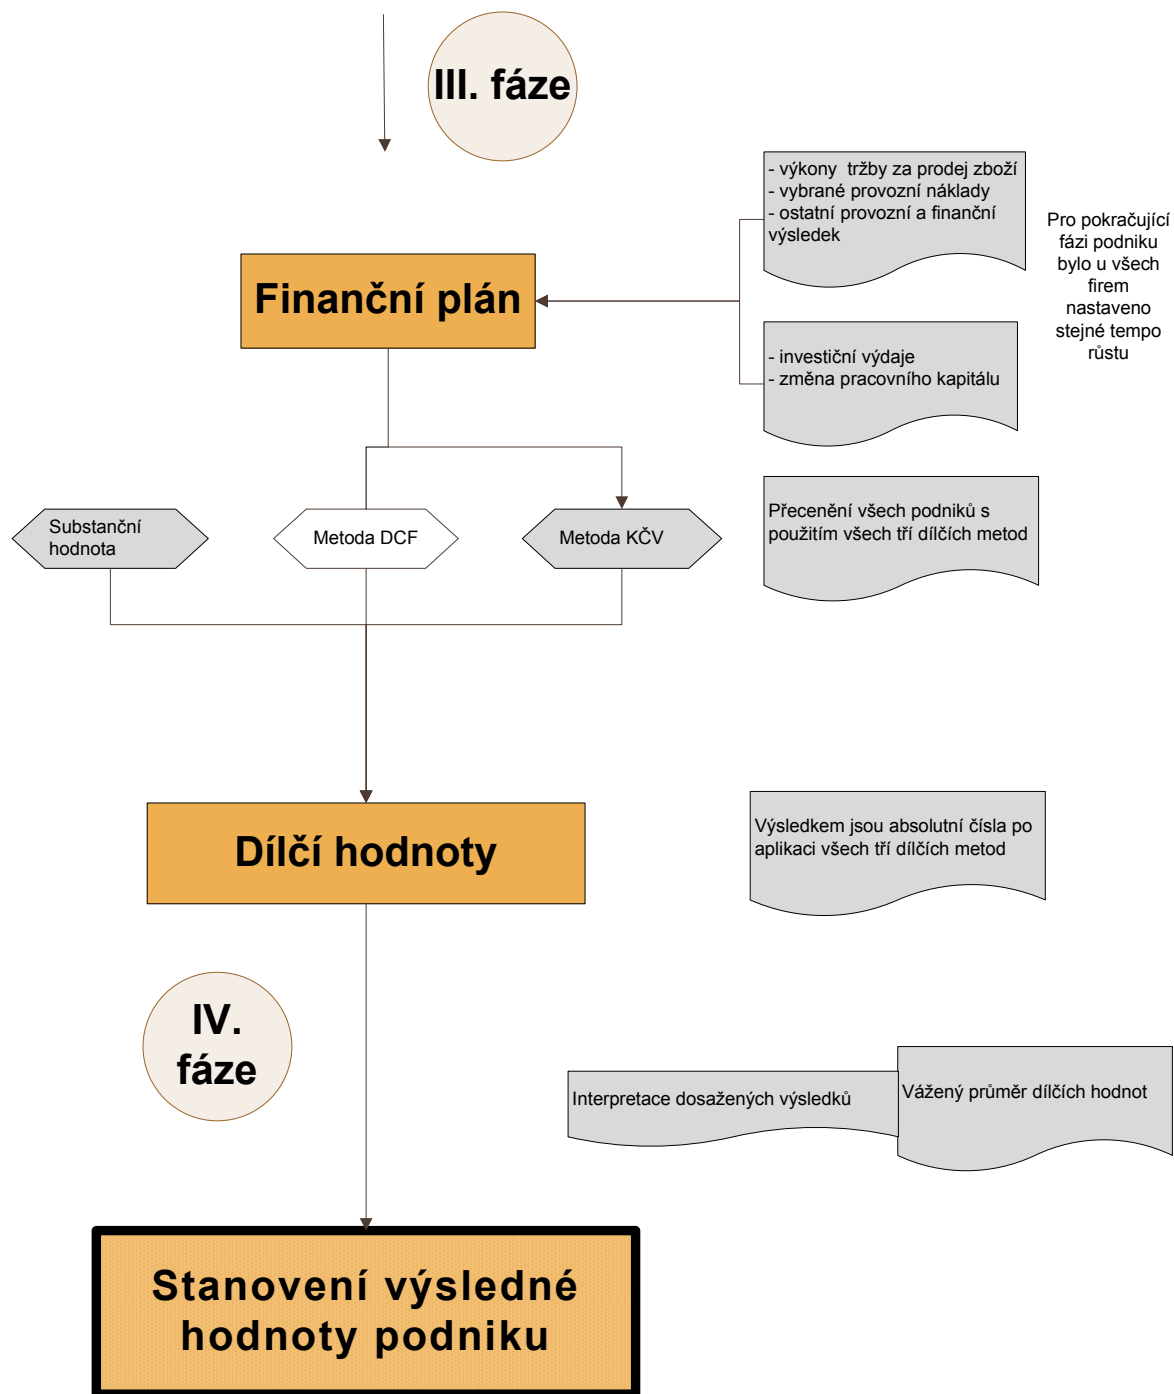 III. fáze
- výkony  tržby za prodej zboží
- vybrané provozní náklady
- ostatní provozní a finanční
výsledek
Pro pokračující
fázi podniku
bylo u všech
firem
nastaveno
stejné tempo
růstu
Finanční plán
- investiční výdaje
- změna pracovního kapitálu
Substanční
hodnota
Metoda DCF
Metoda KČV
Přecenění všech podniků s
použitím všech tří dílčích metod
Dílčí hodnoty
Výsledkem jsou absolutní čísla po
aplikaci všech tří dílčích metod
IV.
fáze
Interpretace dosažených výsledků
Vážený průměr dílčích hodnot
Stanovení výsledné
hodnoty podniku